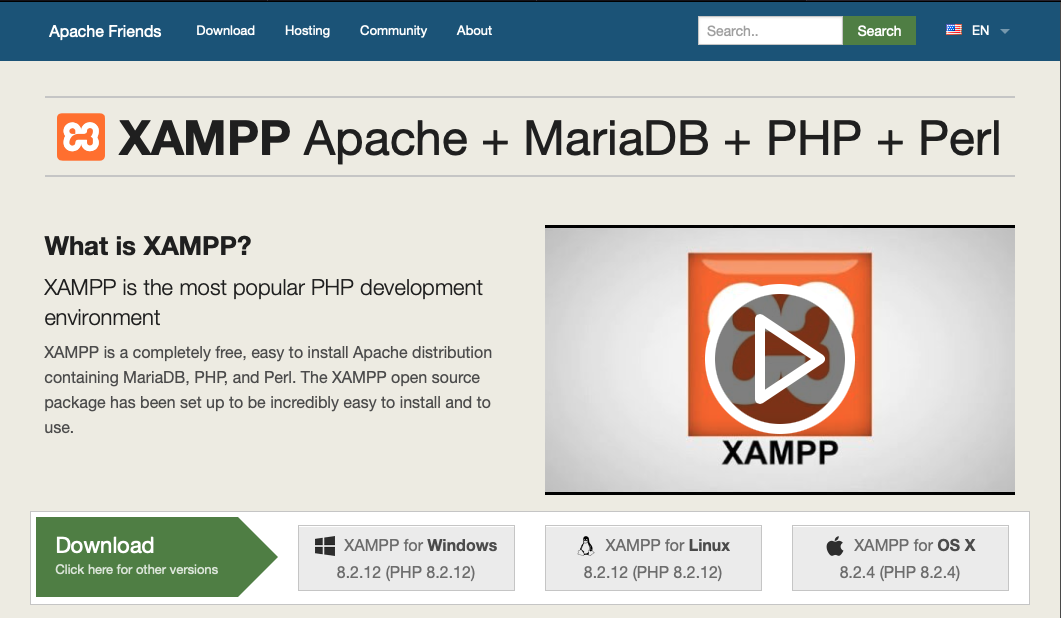 Apache Friends Download Hosting Community About Search.. Search EN
XAMPP Apache + MariaDB + PHP + Perl
What is XAMPP?
XAMPP is the most popular PHP development
environment
XAMPP is a completely free, easy to install Apache distribution
containing MariaDB, PHP, and Perl. The XAMPP open source
package has been set up to be incredibly easy to install and to
use.
XAMPP
Download
Click here for other versions
XAMPP for Windows
8.2.12 (PHP 8.2.12)
XAMPP for Linux
8.2.12 (PHP 8.2.12)
XAMPP for OS X
8.2.4 (PHP 8.2.4)